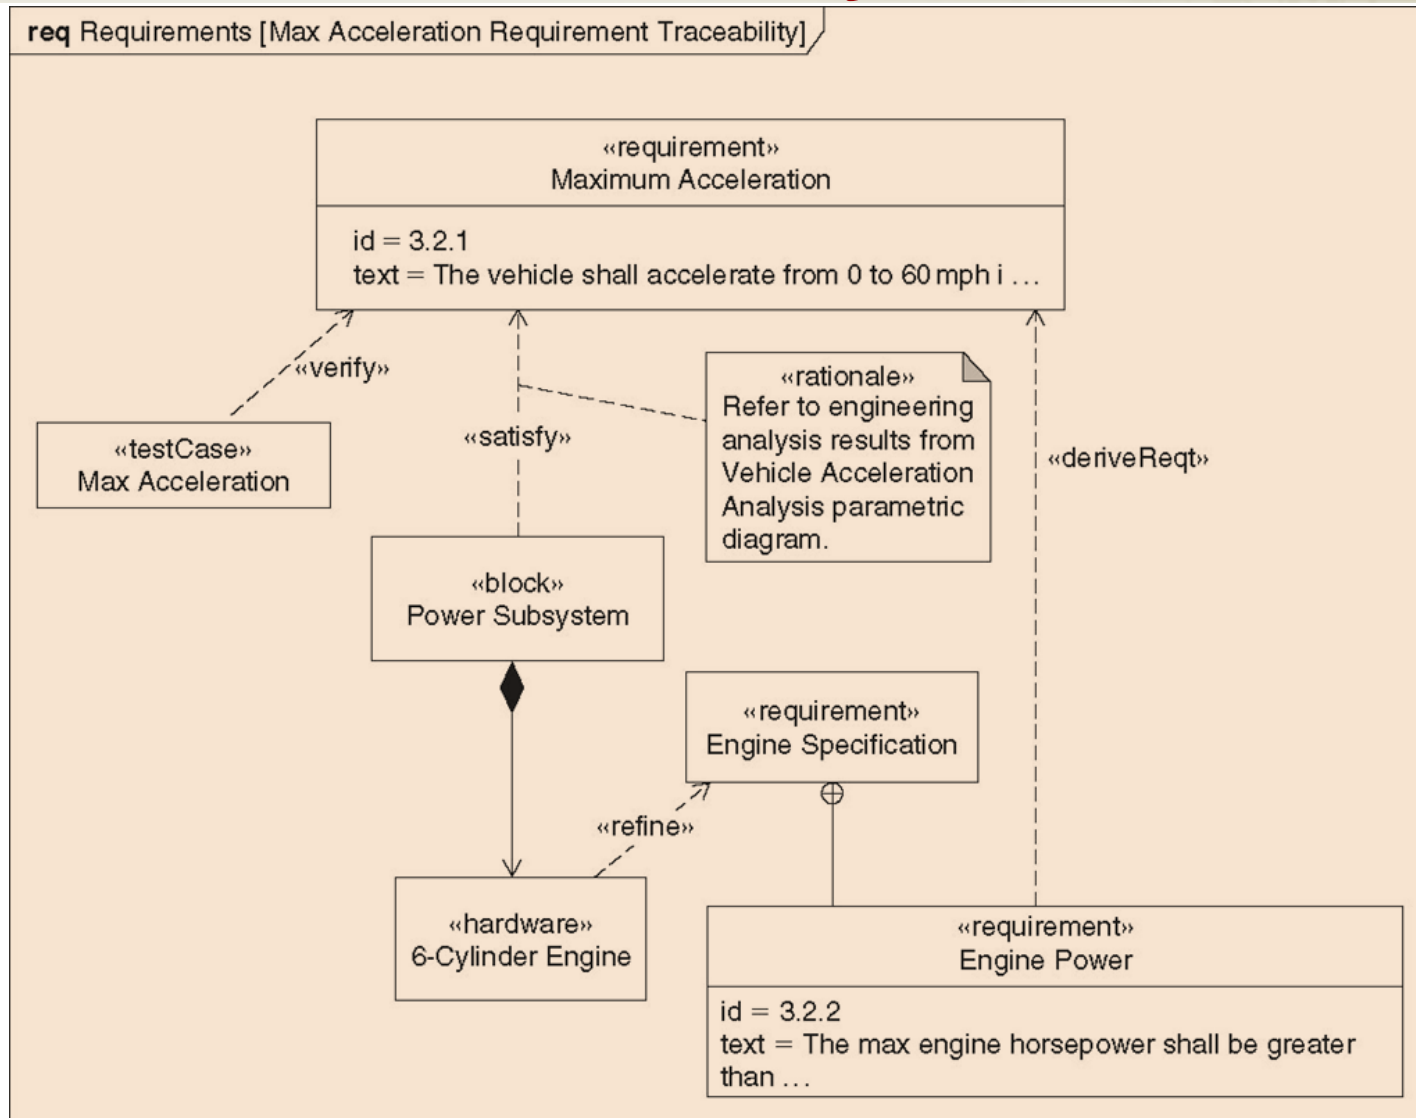 req Requirements [Max Acceleration Requirement Traceability]
«requirement»
Maximum Acceleration
id = 3.2.1
text = The vehicle shall accelerate from 0 to 60 mph i ...
«verify»
«testCase»
Max Acceleration
«satisfy»
«rationale»
Refer to engineering
analysis results from
Vehicle Acceleration
Analysis parametric
diagram.
«deriveReqt»
«block»
Power Subsystem
«requirement»
Engine Specification
«refine»
«hardware»
6-Cylinder Engine
«requirement»
Engine Power
id = 3.2.2
text = The max engine horsepower shall be greater
than ...